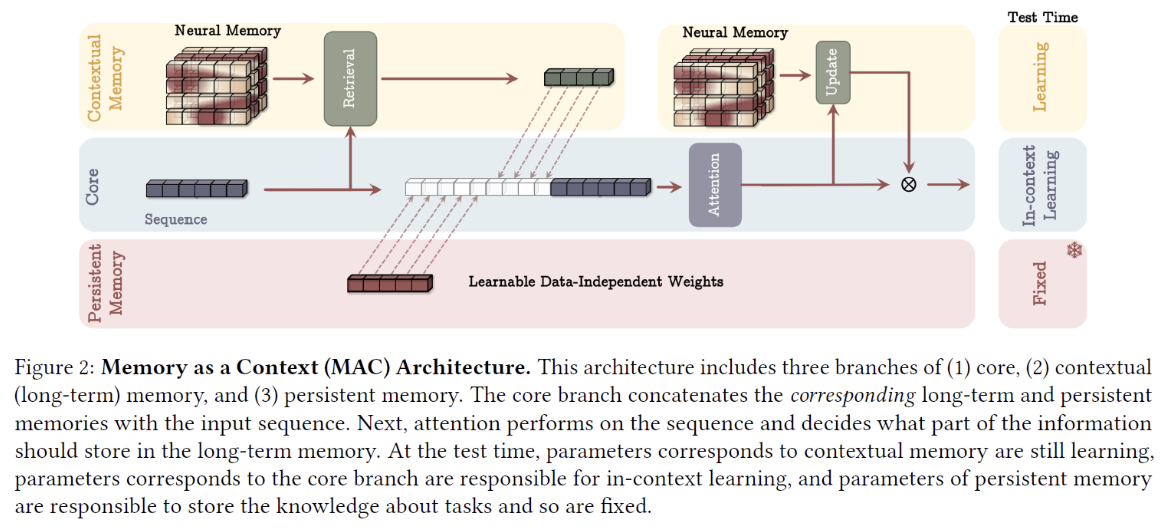 Test Time
Neural Memory
Neural Memory
Contextual
Memory
Retrieval
Update
Learning
Core
Sequence
Attention
In-context
Learning
Persistent
Memory
Learnable Data-Independent Weights
Fixed
Figure 2: Memory as a Context (MAC) Architecture. This architecture includes three branches of (1) core, (2) contextual
(long-term) memory, and (3) persistent memory. The core branch concatenates the corresponding long-term and persistent
memories with the input sequence. Next, attention performs on the sequence and decides what part of the information
should store in the long-term memory. At the test time, parameters corresponds to contextual memory are still learning,
parameters corresponds to the core branch are responsible for in-context learning, and parameters of persistent memory
are responsible to store the knowledge about tasks and so are fixed.